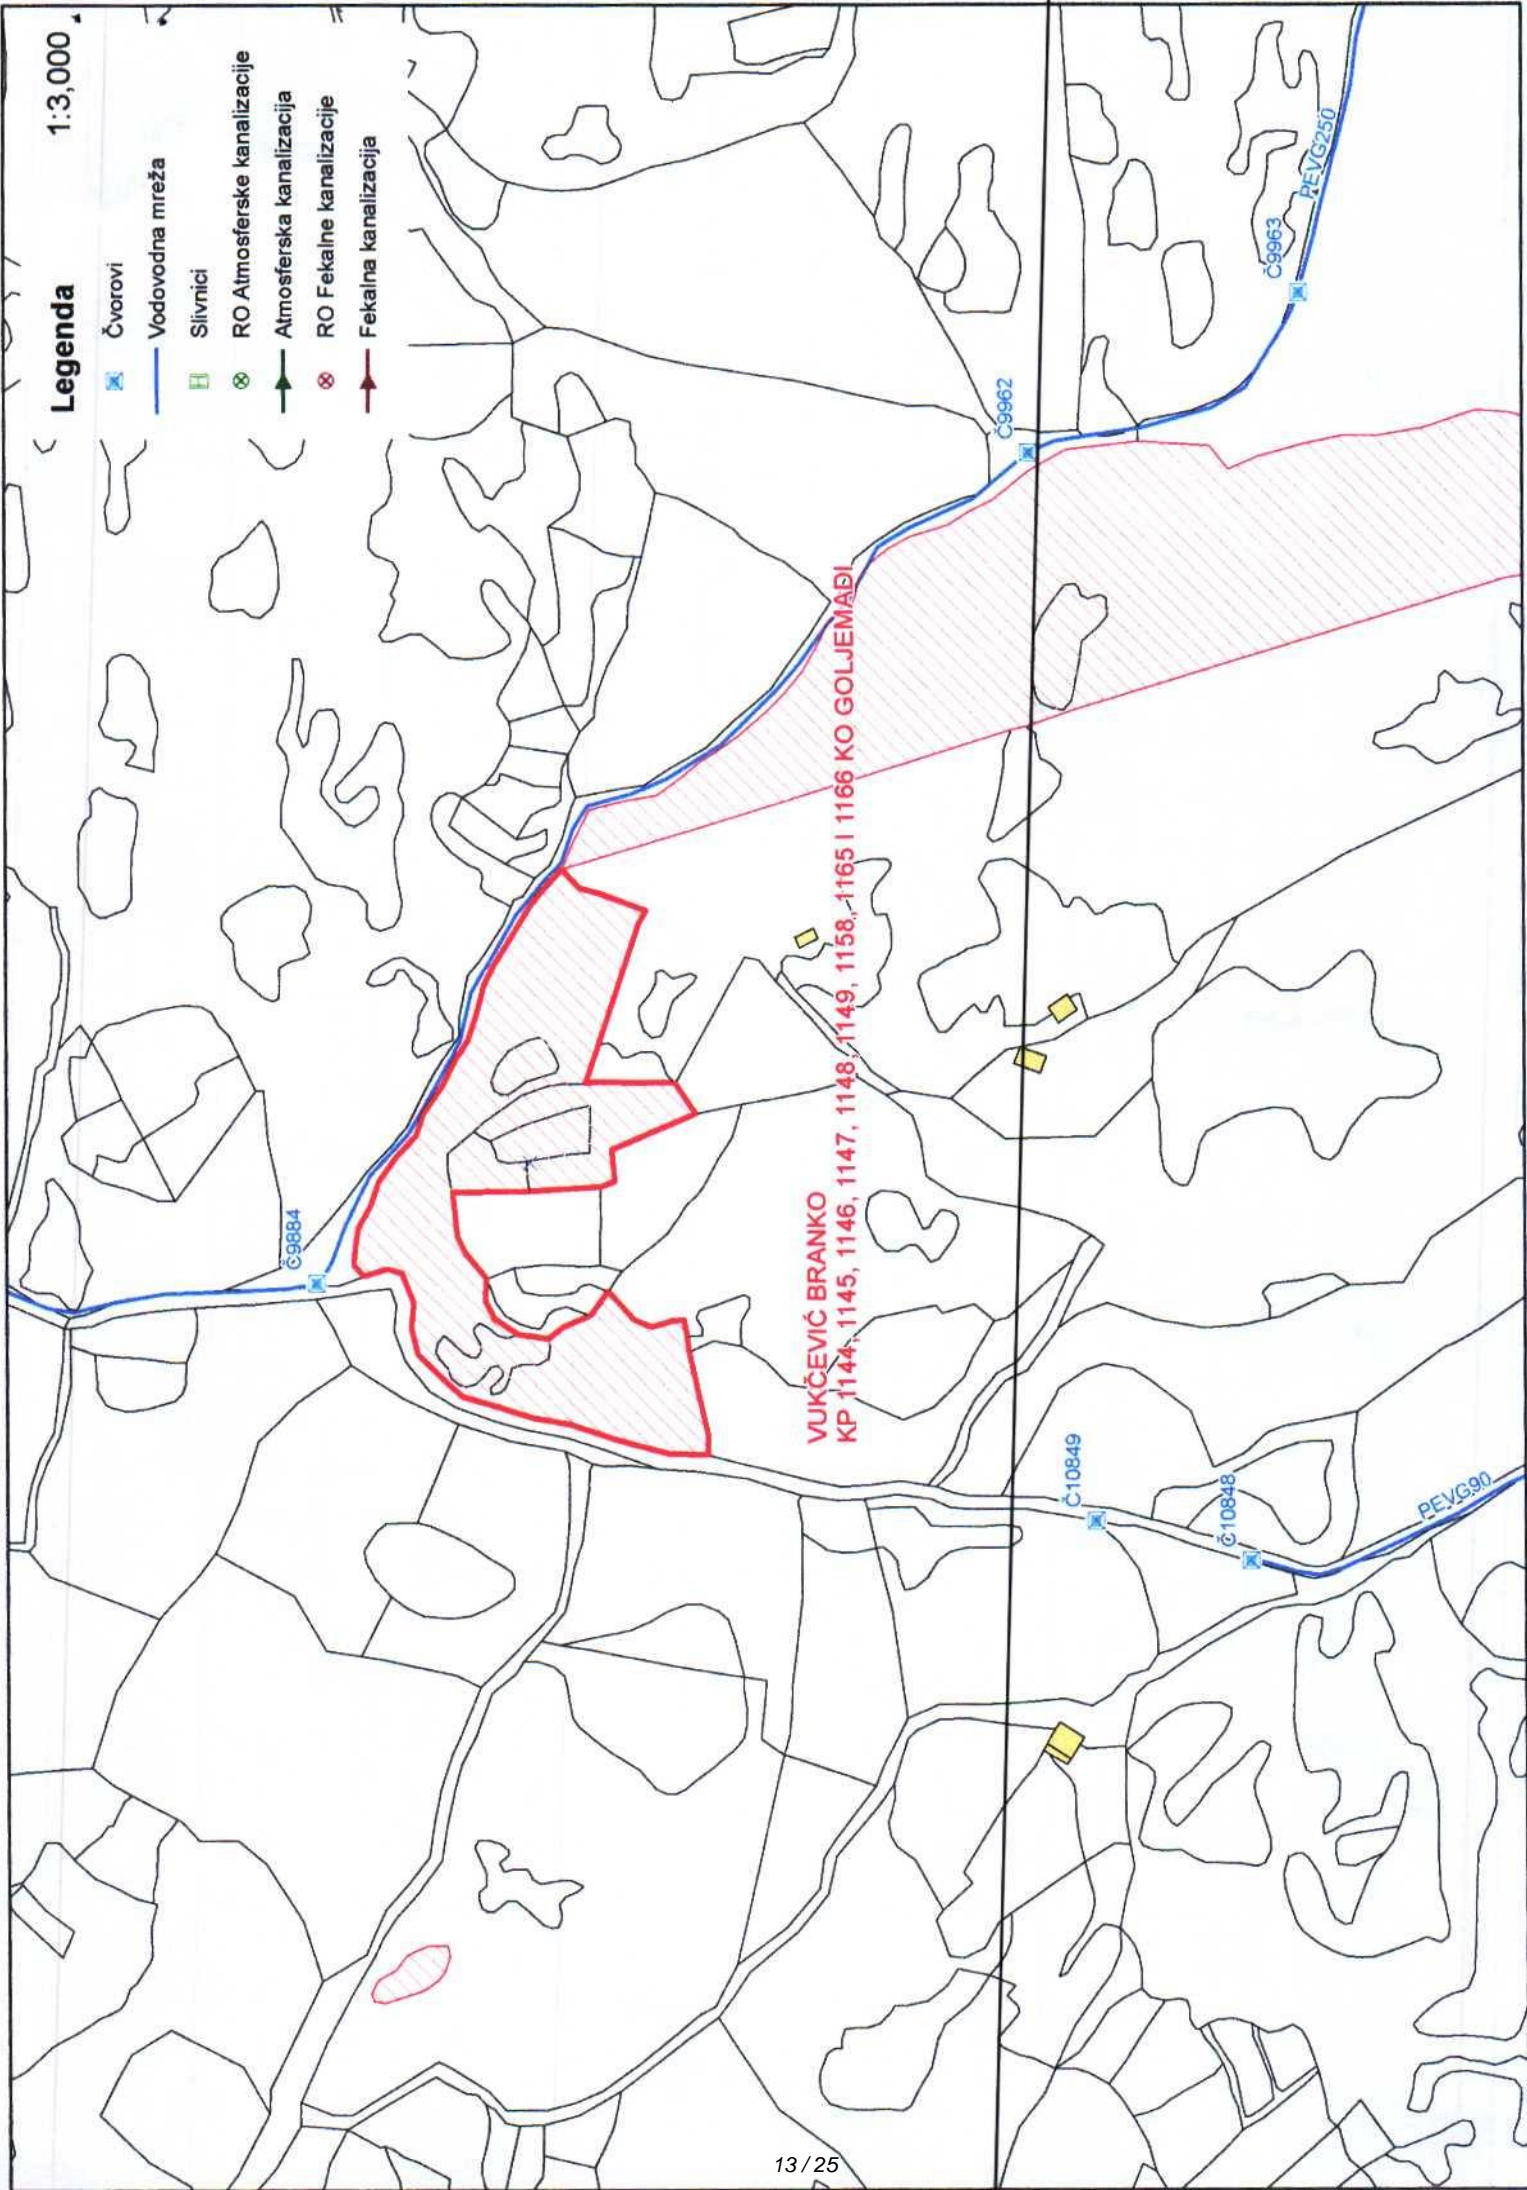 Legenda
1:3,000
Čvorovi
Vodovodna mreža
Slivnici
RO Atmosferske kanalizacije
Atmosferska kanalizacija
RO Fekalne kanalizacije
Fekalna kanalizacija
Č9884
Č9962
Č9963
PEVG250
VUKČEVIĆ BRANKO
KP 1144, 1145, 1146, 1147, 1148, 1149, 1158, 1165 I 1166 KO GOLJEMADI
Č10849
Č10848
PEVG90
13 / 25